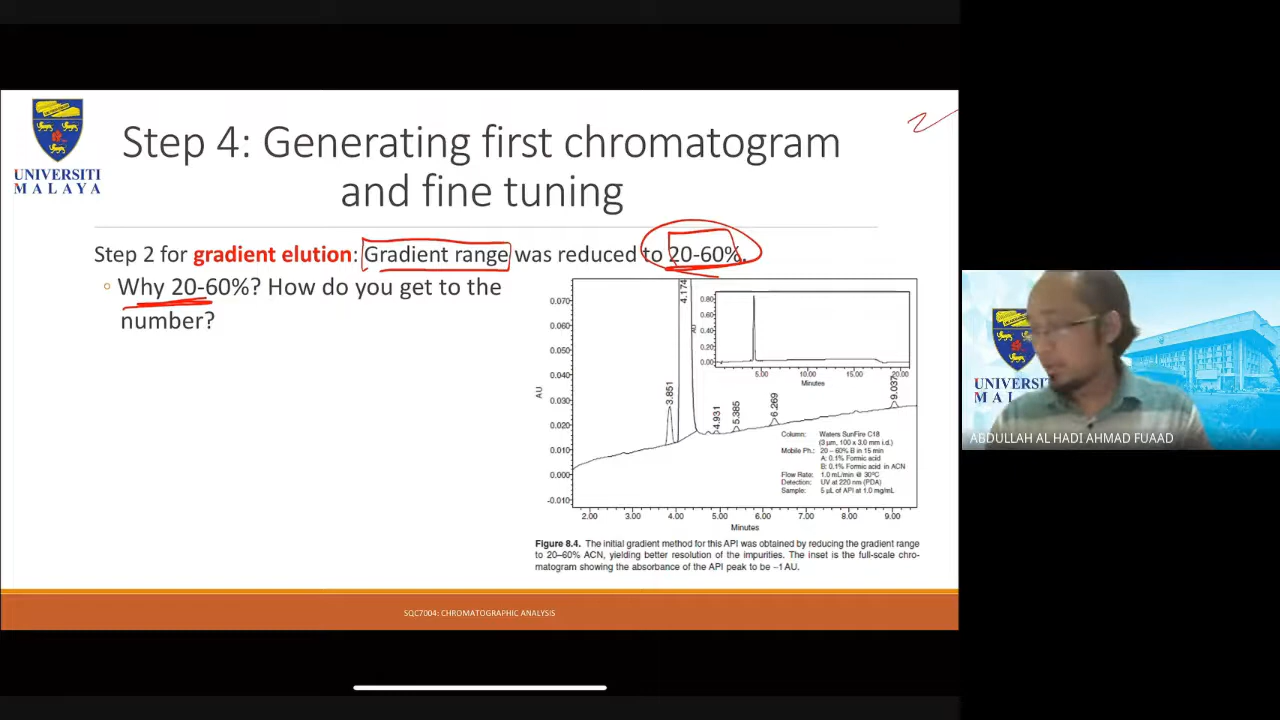 UNIVERSITI
MALAYA
Step 4: Generating first chromatogram
and fine tuning
Step 2 for gradient elution: Gradient range was reduced to 20-60%.
Why 20-60%? How do you get to the
number?
0.070
0.060
0.050
0.040
0.030
0.020
0.010
0.000
-0.010
AU
3.851
4.174
4.931
5.385
6.269
9.037
0.80
0.60
0.40
0.20
0.00
AU
5.00 10.00 15.00 20.00
Minutes
Column: Waters SunFire C18
(3 μm, 100 x 3.0 mm i.d.)
Mobile Ph.: 20 – 60% B in 15 min
A: 0.1% Formic acid
B: 0.1% Formic acid in ACN
Flow Rate: 1.0 mL/min @ 30°C
Detection: UV at 220 nm (PDA)
Sample: 5 μL of API at 1.0 mg/mL
2.00 3.00 4.00 5.00 6.00 7.00 8.00 9.00
Minutes
Figure 8.4. The initial gradient method for this API was obtained by reducing the gradient range
to 20–60% ACN, yielding better resolution of the impurities. The inset is the full-scale chro-
matogram showing the absorbance of the API peak to be ~1 AU.
SQC7004: CHROMATOGRAPHIC ANALYSIS
UNIVERSI
MAL
ABDULLAH AL HADI AHMAD FUAAD